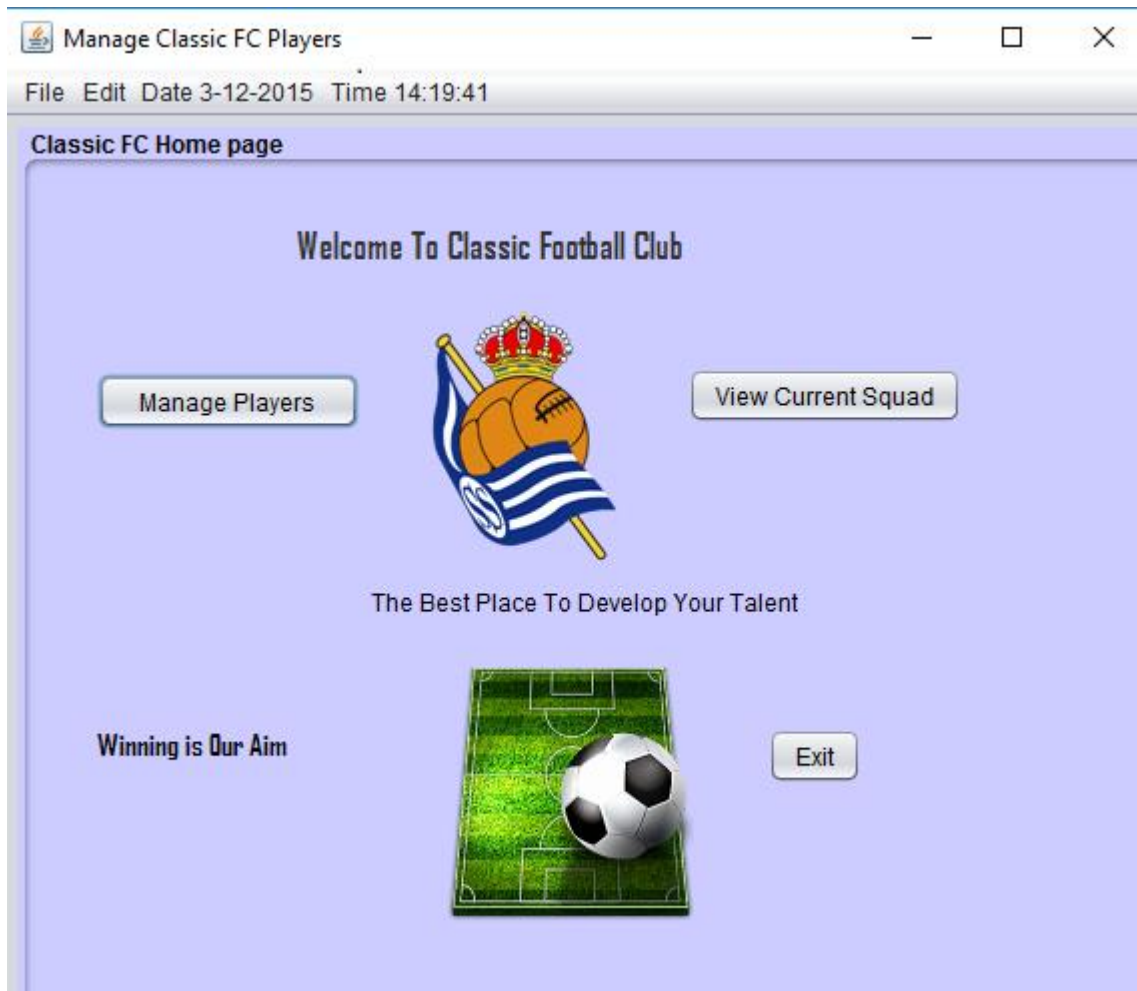 Manage Classic FC Players
File Edit Date 3-12-2015 Time 14:19:41
Classic FC Home page
Welcome To Classic Football Club
Manage Players
View Current Squad
The Best Place To Develop Your Talent
Winning is Our Aim
Exit